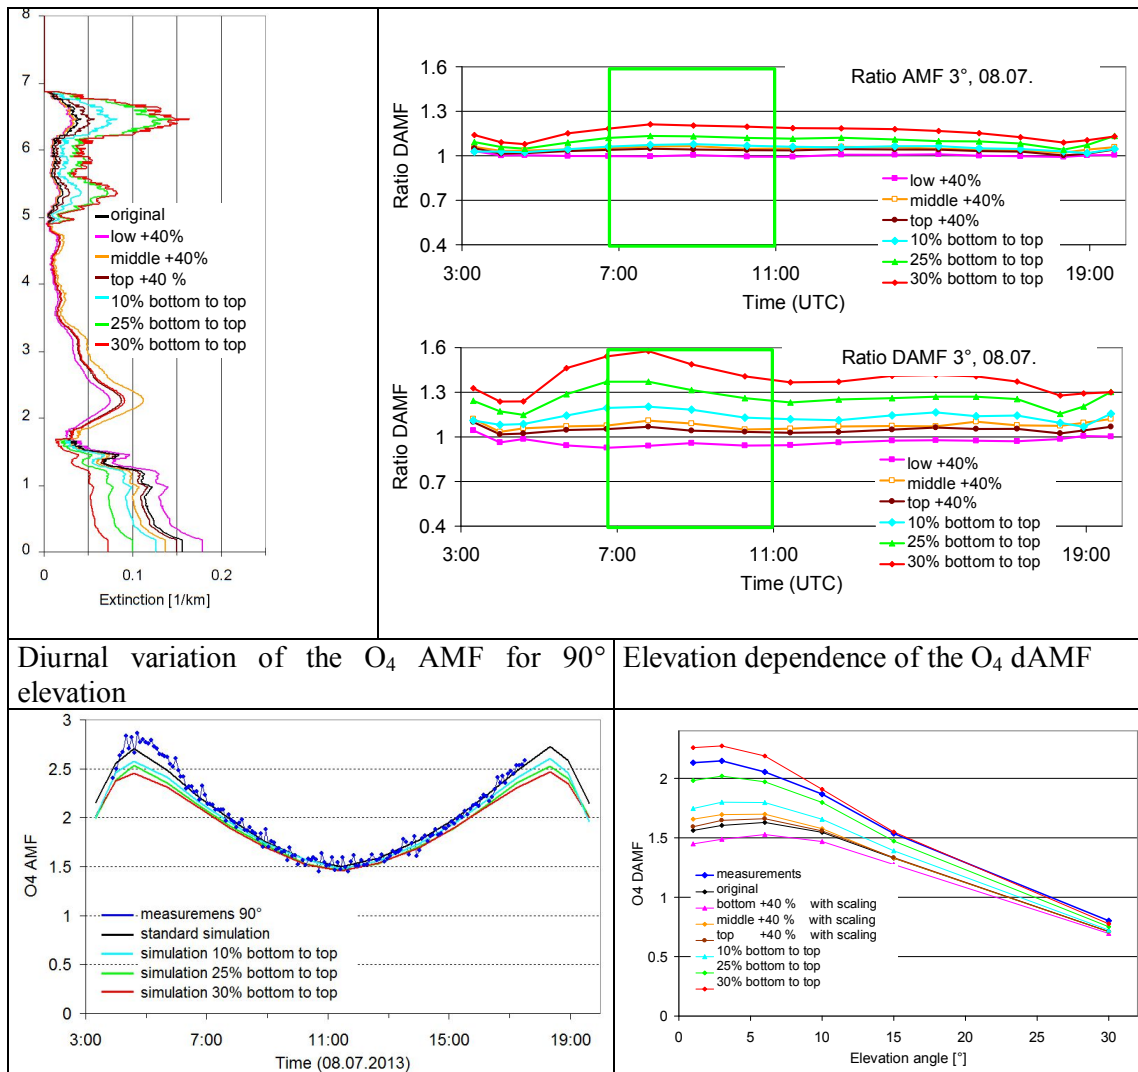 8
7
6
5
4
3
2
1
0
0
0.1
0.2
Extinction [1/km]
original
low +40%
middle +40%
top +40 %
10% bottom to top
25% bottom to top
30% bottom to top
Ratio AMF 3°, 08.07.
Ratio DAMF
1.6
1.3
1
0.7
0.4
3:00
7:00
11:00
19:00
Time (UTC)
low +40%
middle +40%
top +40%
10% bottom to top
25% bottom to top
30% bottom to top
Ratio DAMF 3°, 08.07.
Ratio DAMF
1.6
1.3
1
0.7
0.4
3:00
7:00
11:00
19:00
Time (UTC)
low +40%
middle +40%
top +40%
10% bottom to top
25% bottom to top
30% bottom to top
Diurnal variation of the O₄ AMF for 90°
elevation
Elevation dependence of the O₄ dAMF
O4 AMF
3
2.5
2
1.5
1
0.5
0
3:00
7:00
11:00
15:00
19:00
Time (08.07.2013)
measuremens 90°
standard simulation
simulation 10% bottom to top
simulation 25% bottom to top
simulation 30% bottom to top
O4 DAMF
2
1.5
1
0.5
0
0
5
10
15
20
25
30
Elevation angle [°]
measurements
original
bottom +40 % with scaling
middle +40 % with scaling
top +40 % with scaling
10% bottom to top
25% bottom to top
30% bottom to top